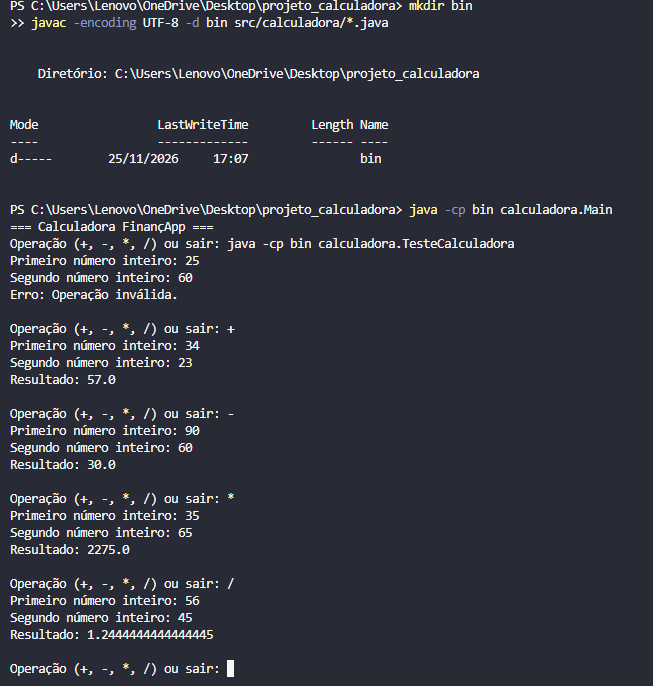 PS C:\Users\Lenovo\OneDrive\Desktop\projeto_calculadora> mkdir bin
>> javac -encoding UTF-8 -d bin src/calculadora/*.java
Diretório: C:\Users\Lenovo\OneDrive\Desktop\projeto_calculadora
Mode LastWriteTime Length Name
---- ------------- ------ ----
d----- 25/11/2026 17:07 bin
PS C:\Users\Lenovo\OneDrive\Desktop\projeto_calculadora> java -cp bin calculadora.Main
=== Calculadora FinançApp ===
Operação (+, -, *, /) ou sair: java -cp bin calculadora.TesteCalculadora
Primeiro número inteiro: 25
Segundo número inteiro: 60
Erro: Operação inválida.
Operação (+, -, *, /) ou sair: +
Primeiro número inteiro: 34
Segundo número inteiro: 23
Resultado: 57.0
Operação (+, -, *, /) ou sair: -
Primeiro número inteiro: 90
Segundo número inteiro: 60
Resultado: 30.0
Operação (+, -, *, /) ou sair: *
Primeiro número inteiro: 35
Segundo número inteiro: 65
Resultado: 2275.0
Operação (+, -, *, /) ou sair: /
Primeiro número inteiro: 56
Segundo número inteiro: 45
Resultado: 1.2444444444444445
Operação (+, -, *, /) ou sair: